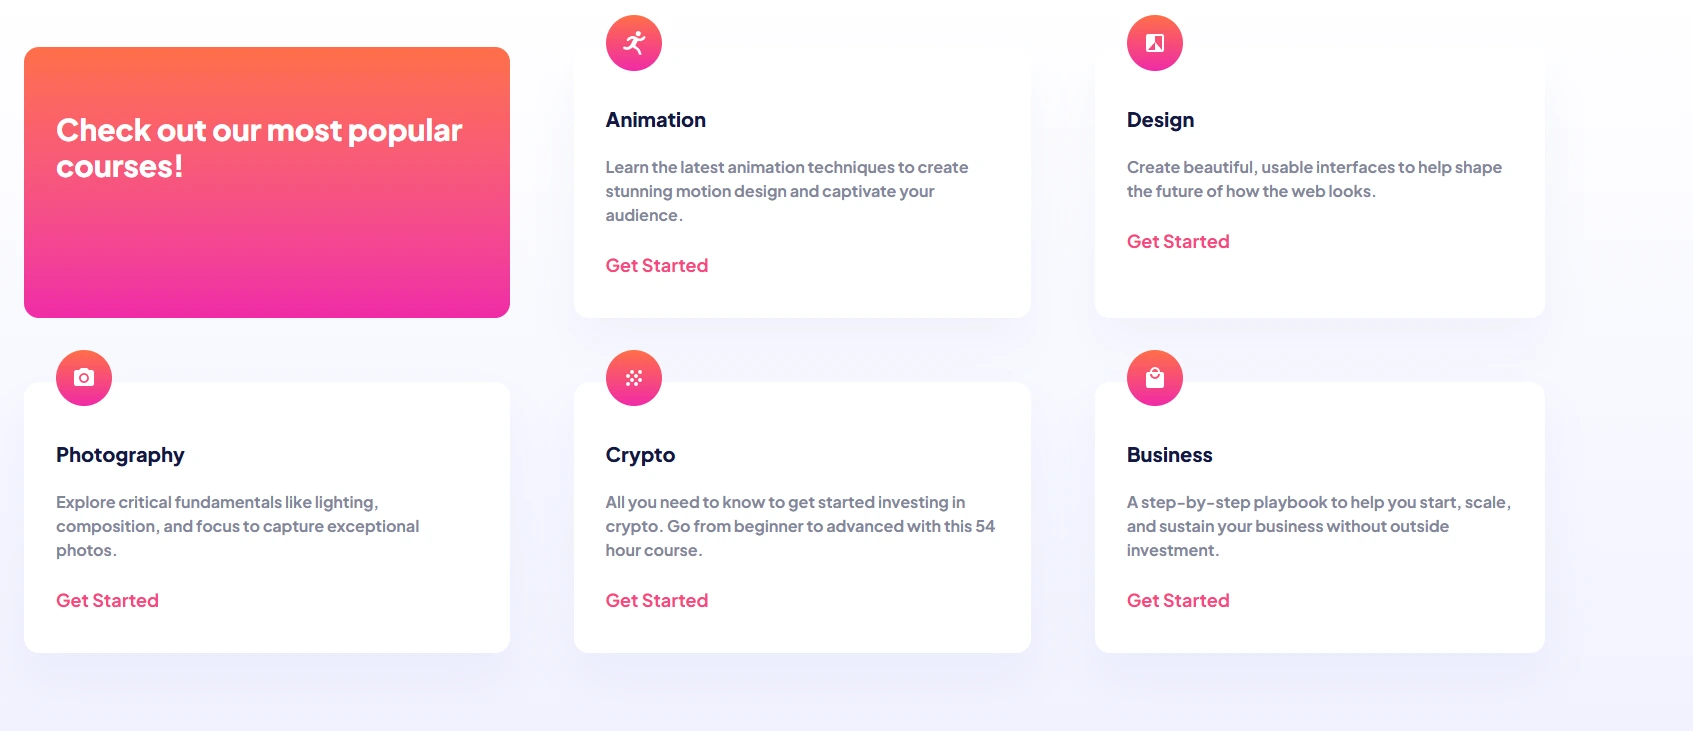 Check out our most popular
courses!
Animation
Learn the latest animation techniques to create
stunning motion design and captivate your
audience.
Get Started
Design
Create beautiful, usable interfaces to help shape
the future of how the web looks.
Get Started
Photography
Explore critical fundamentals like lighting,
composition, and focus to capture exceptional
photos.
Get Started
Crypto
All you need to know to get started investing in
crypto. Go from beginner to advanced with this 54
hour course.
Get Started
Business
A step-by-step playbook to help you start, scale,
and sustain your business without outside
investment.
Get Started